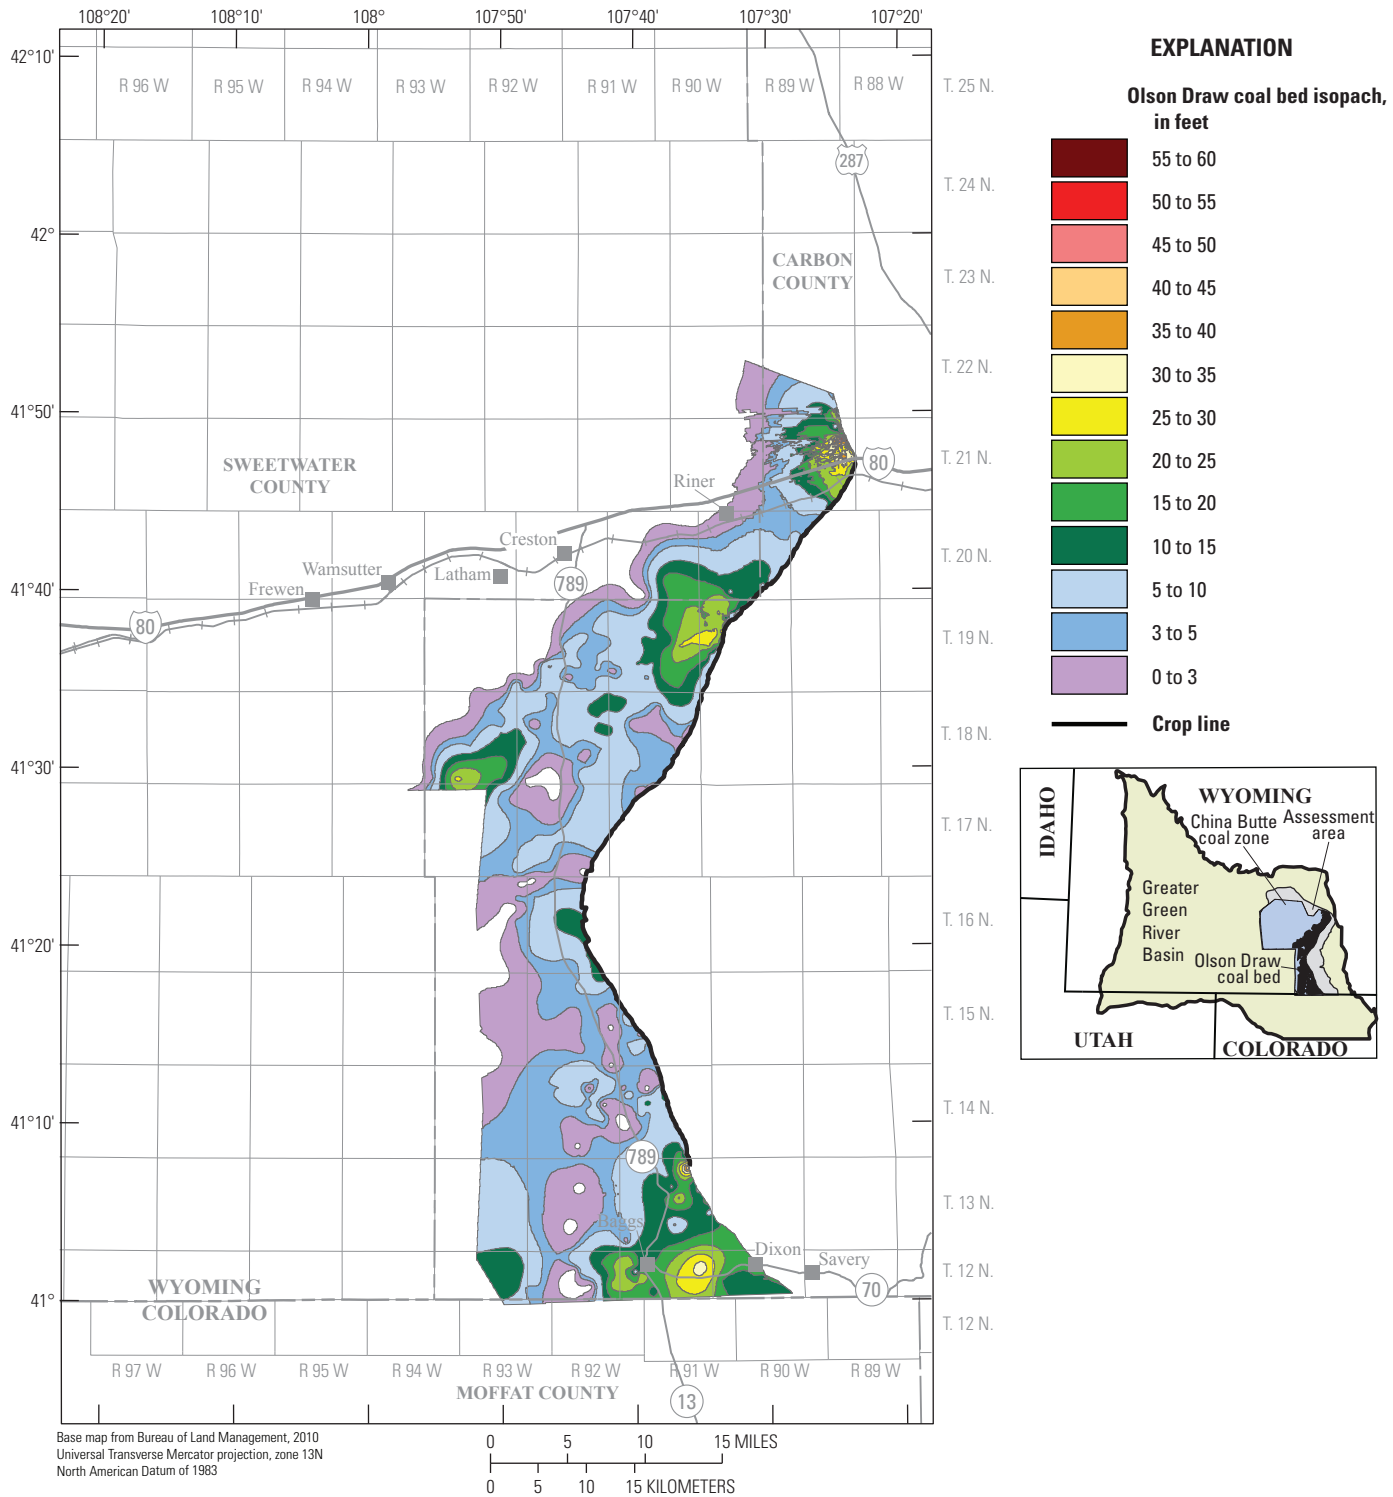 108°20' 108°10' 108° 107°50' 107°40' 107°30' 107°20'
42°10'
42°
41°50'
41°40'
41°30'
41°20'
41°10'
41°
R 96 W R 95 W R 94 W R 93 W R 92 W R 91 W R 90 W R 89 W R 88 W
T. 25 N.
T. 24 N.
T. 23 N.
T. 22 N.
T. 21 N.
T. 20 N.
T. 19 N.
T. 18 N.
T. 17 N.
T. 16 N.
T. 15 N.
T. 14 N.
T. 13 N.
T. 12 N.
T. 12 N.
287
CARBON
COUNTY
SWEETWATER
COUNTY
80
Riner
Creston
Wamsutter
Latham
Frewen
789
80
789
Baggs
Dixon
Savery
70
WYOMING
COLORADO
R 97 W R 96 W R 95 W R 94 W R 93 W R 92 W R 91 W R 90 W R 89 W
MOFFAT COUNTY
13
Base map from Bureau of Land Management, 2010
Universal Transverse Mercator projection, zone 13N
North American Datum of 1983
0 5 10 15 MILES
0 5 10 15 KILOMETERS
EXPLANATION
Olson Draw coal bed isopach,
in feet
55 to 60
50 to 55
45 to 50
40 to 45
35 to 40
30 to 35
25 to 30
20 to 25
15 to 20
10 to 15
5 to 10
3 to 5
0 to 3
Crop line
IDAHO
WYOMING
China Butte
coal zone
Assessment
area
Greater
Green
River
Basin
Olson Draw
coal bed
UTAH
COLORADO